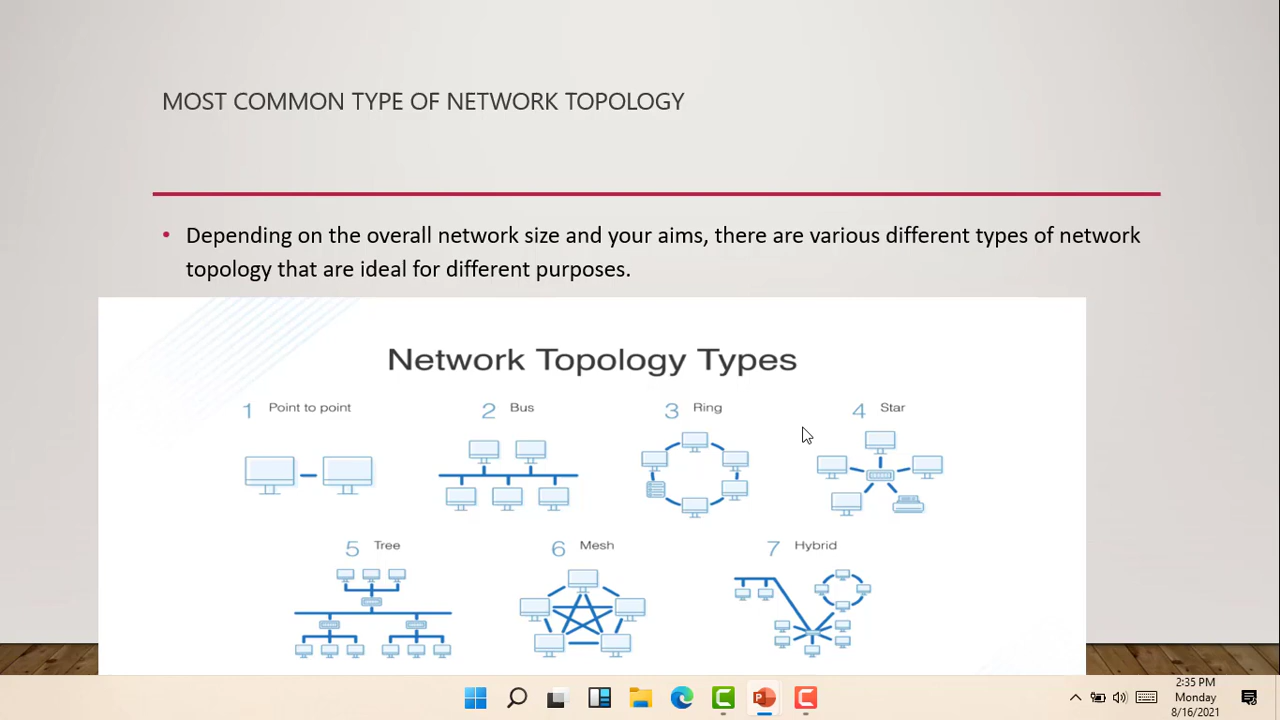 MOST COMMON TYPE OF NETWORK TOPOLOGY
• Depending on the overall network size and your aims, there are various different types of network
topology that are ideal for different purposes.
Network Topology Types
1 Point to point
2 Bus
3 Ring
4 Star
5 Tree
6 Mesh
7 Hybrid
2:35 PM
Monday
8/16/2021